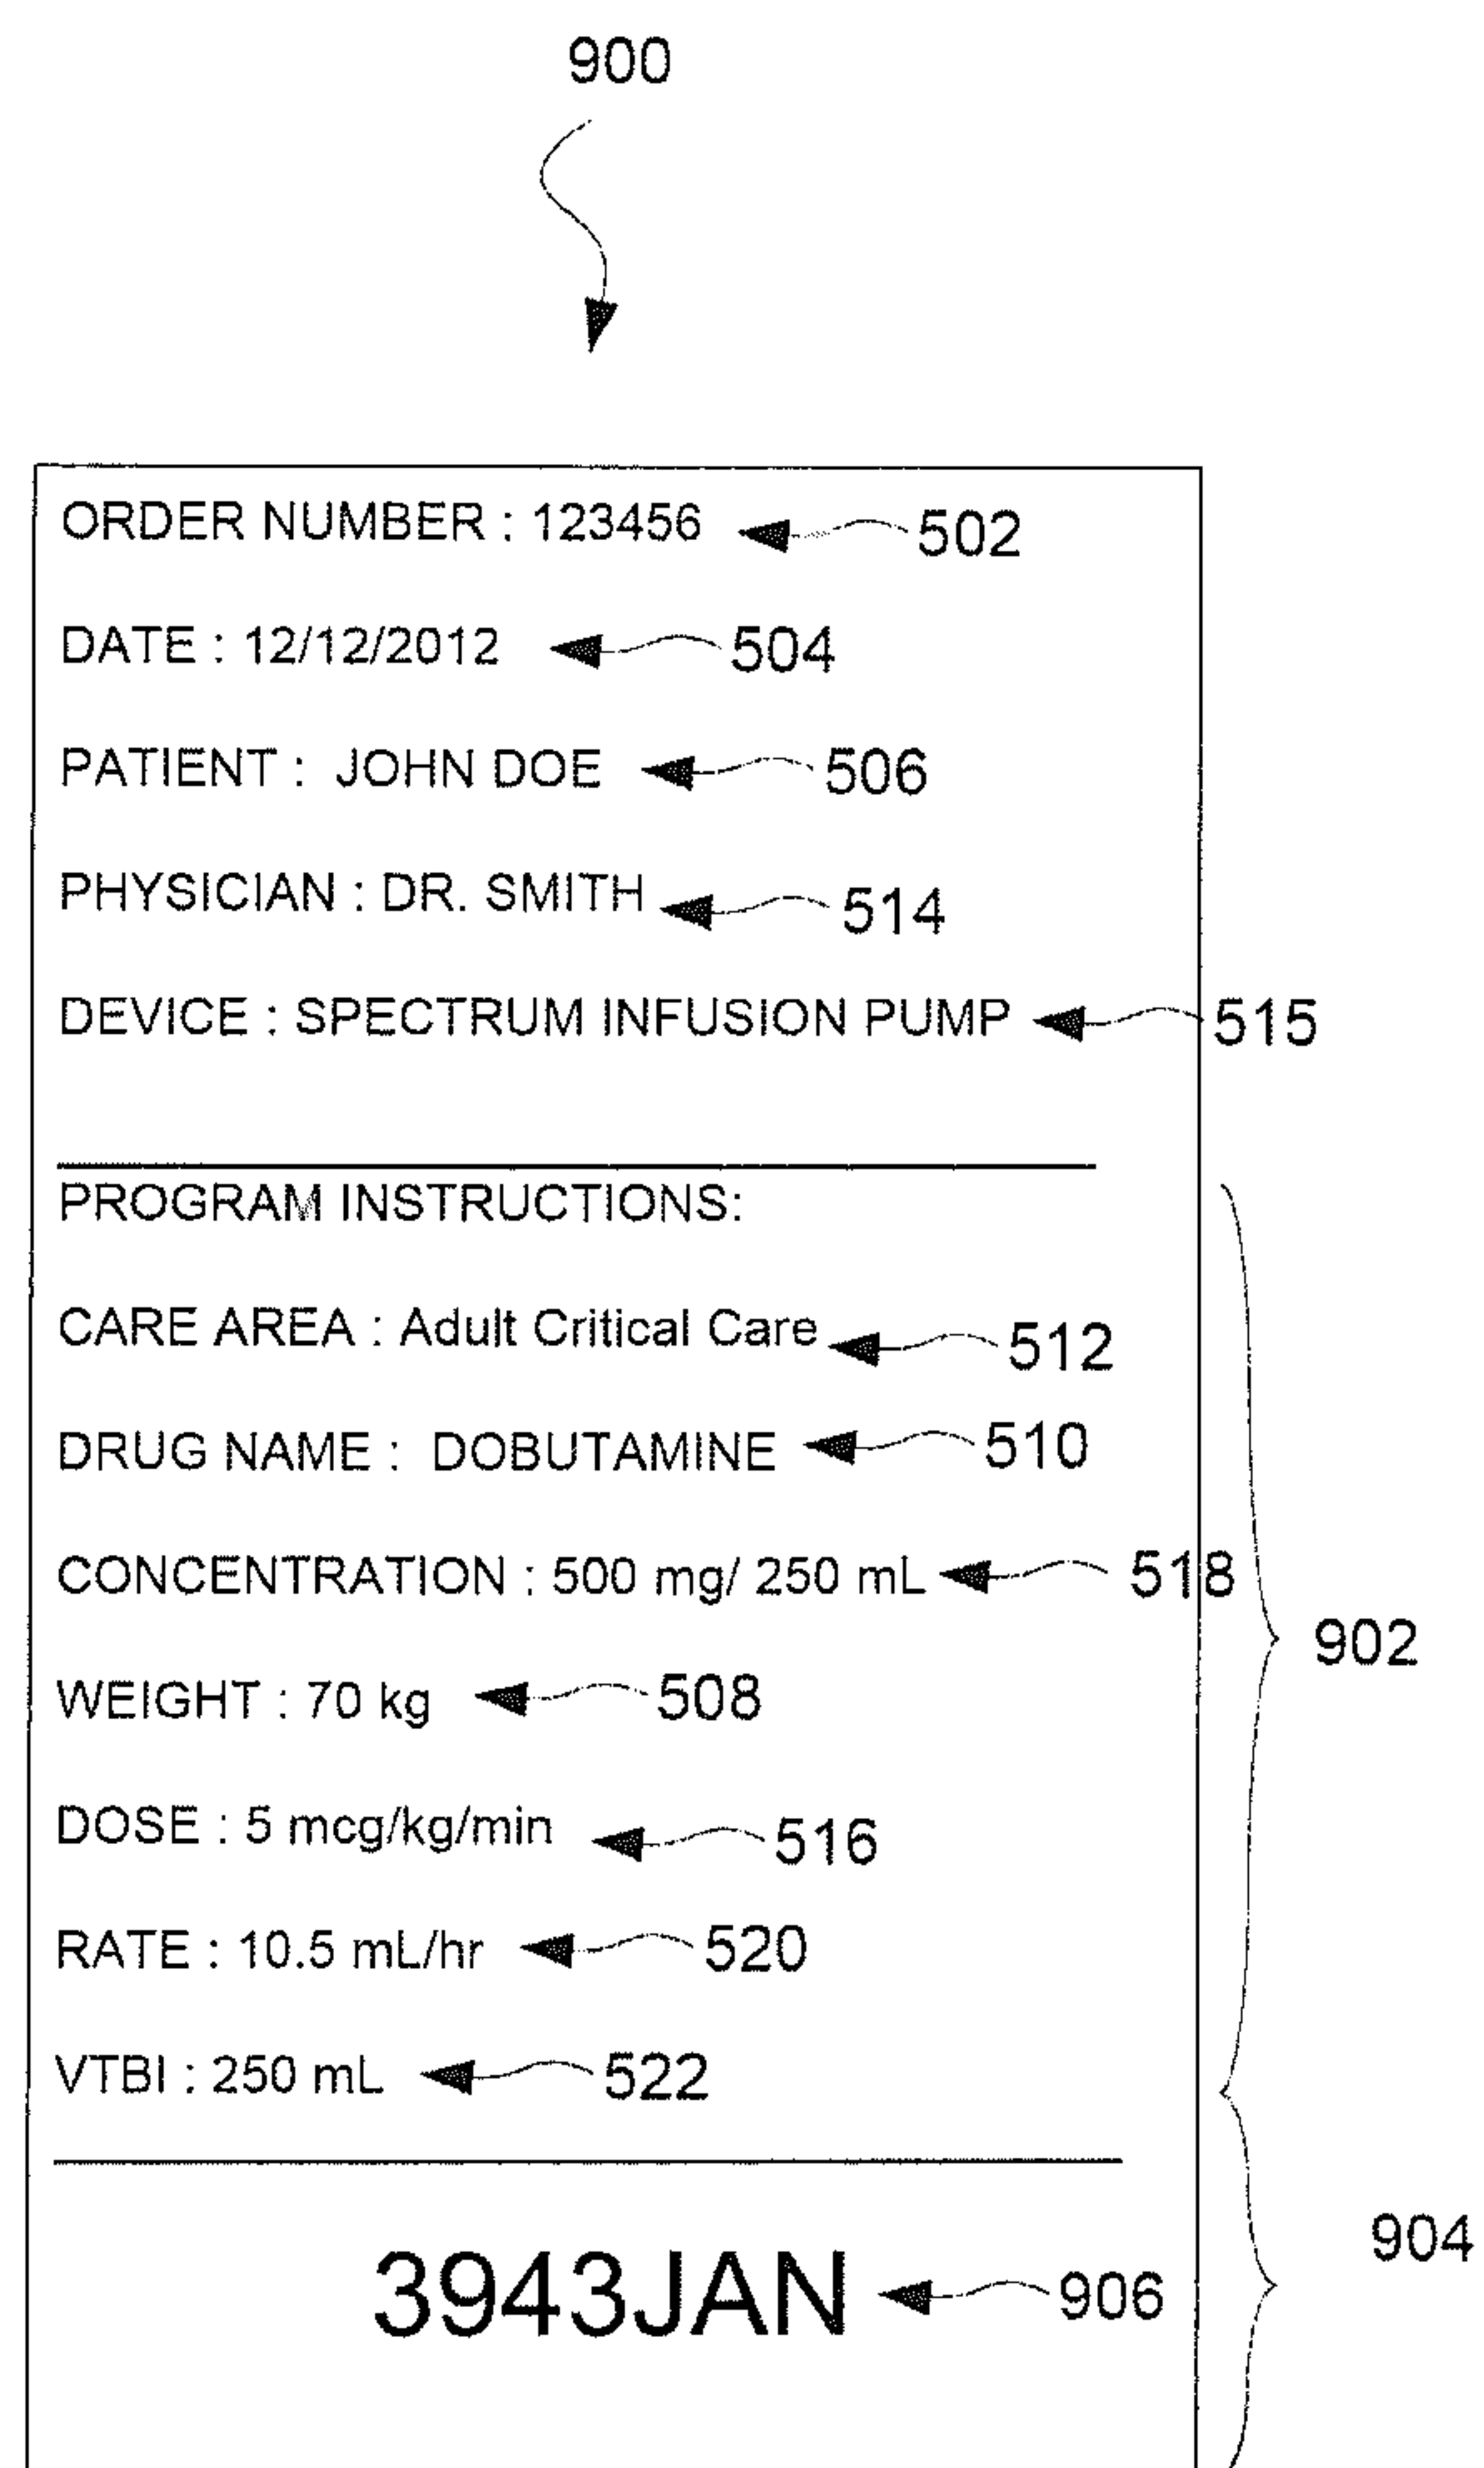 900
ORDER NUMBER : 123456 502
DATE : 12/12/2012 504
PATIENT : JOHN DOE 506
PHYSICIAN : DR. SMITH 514
DEVICE : SPECTRUM INFUSION PUMP 515
PROGRAM INSTRUCTIONS:
CARE AREA : Adult Critical Care 512
DRUG NAME : DOBUTAMINE 510
CONCENTRATION : 500 mg/ 250 mL 518
902
WEIGHT : 70 kg 508
DOSE : 5 mcg/kg/min 516
RATE : 10.5 mL/hr 520
VTBI : 250 mL 522
904
3943JAN 906